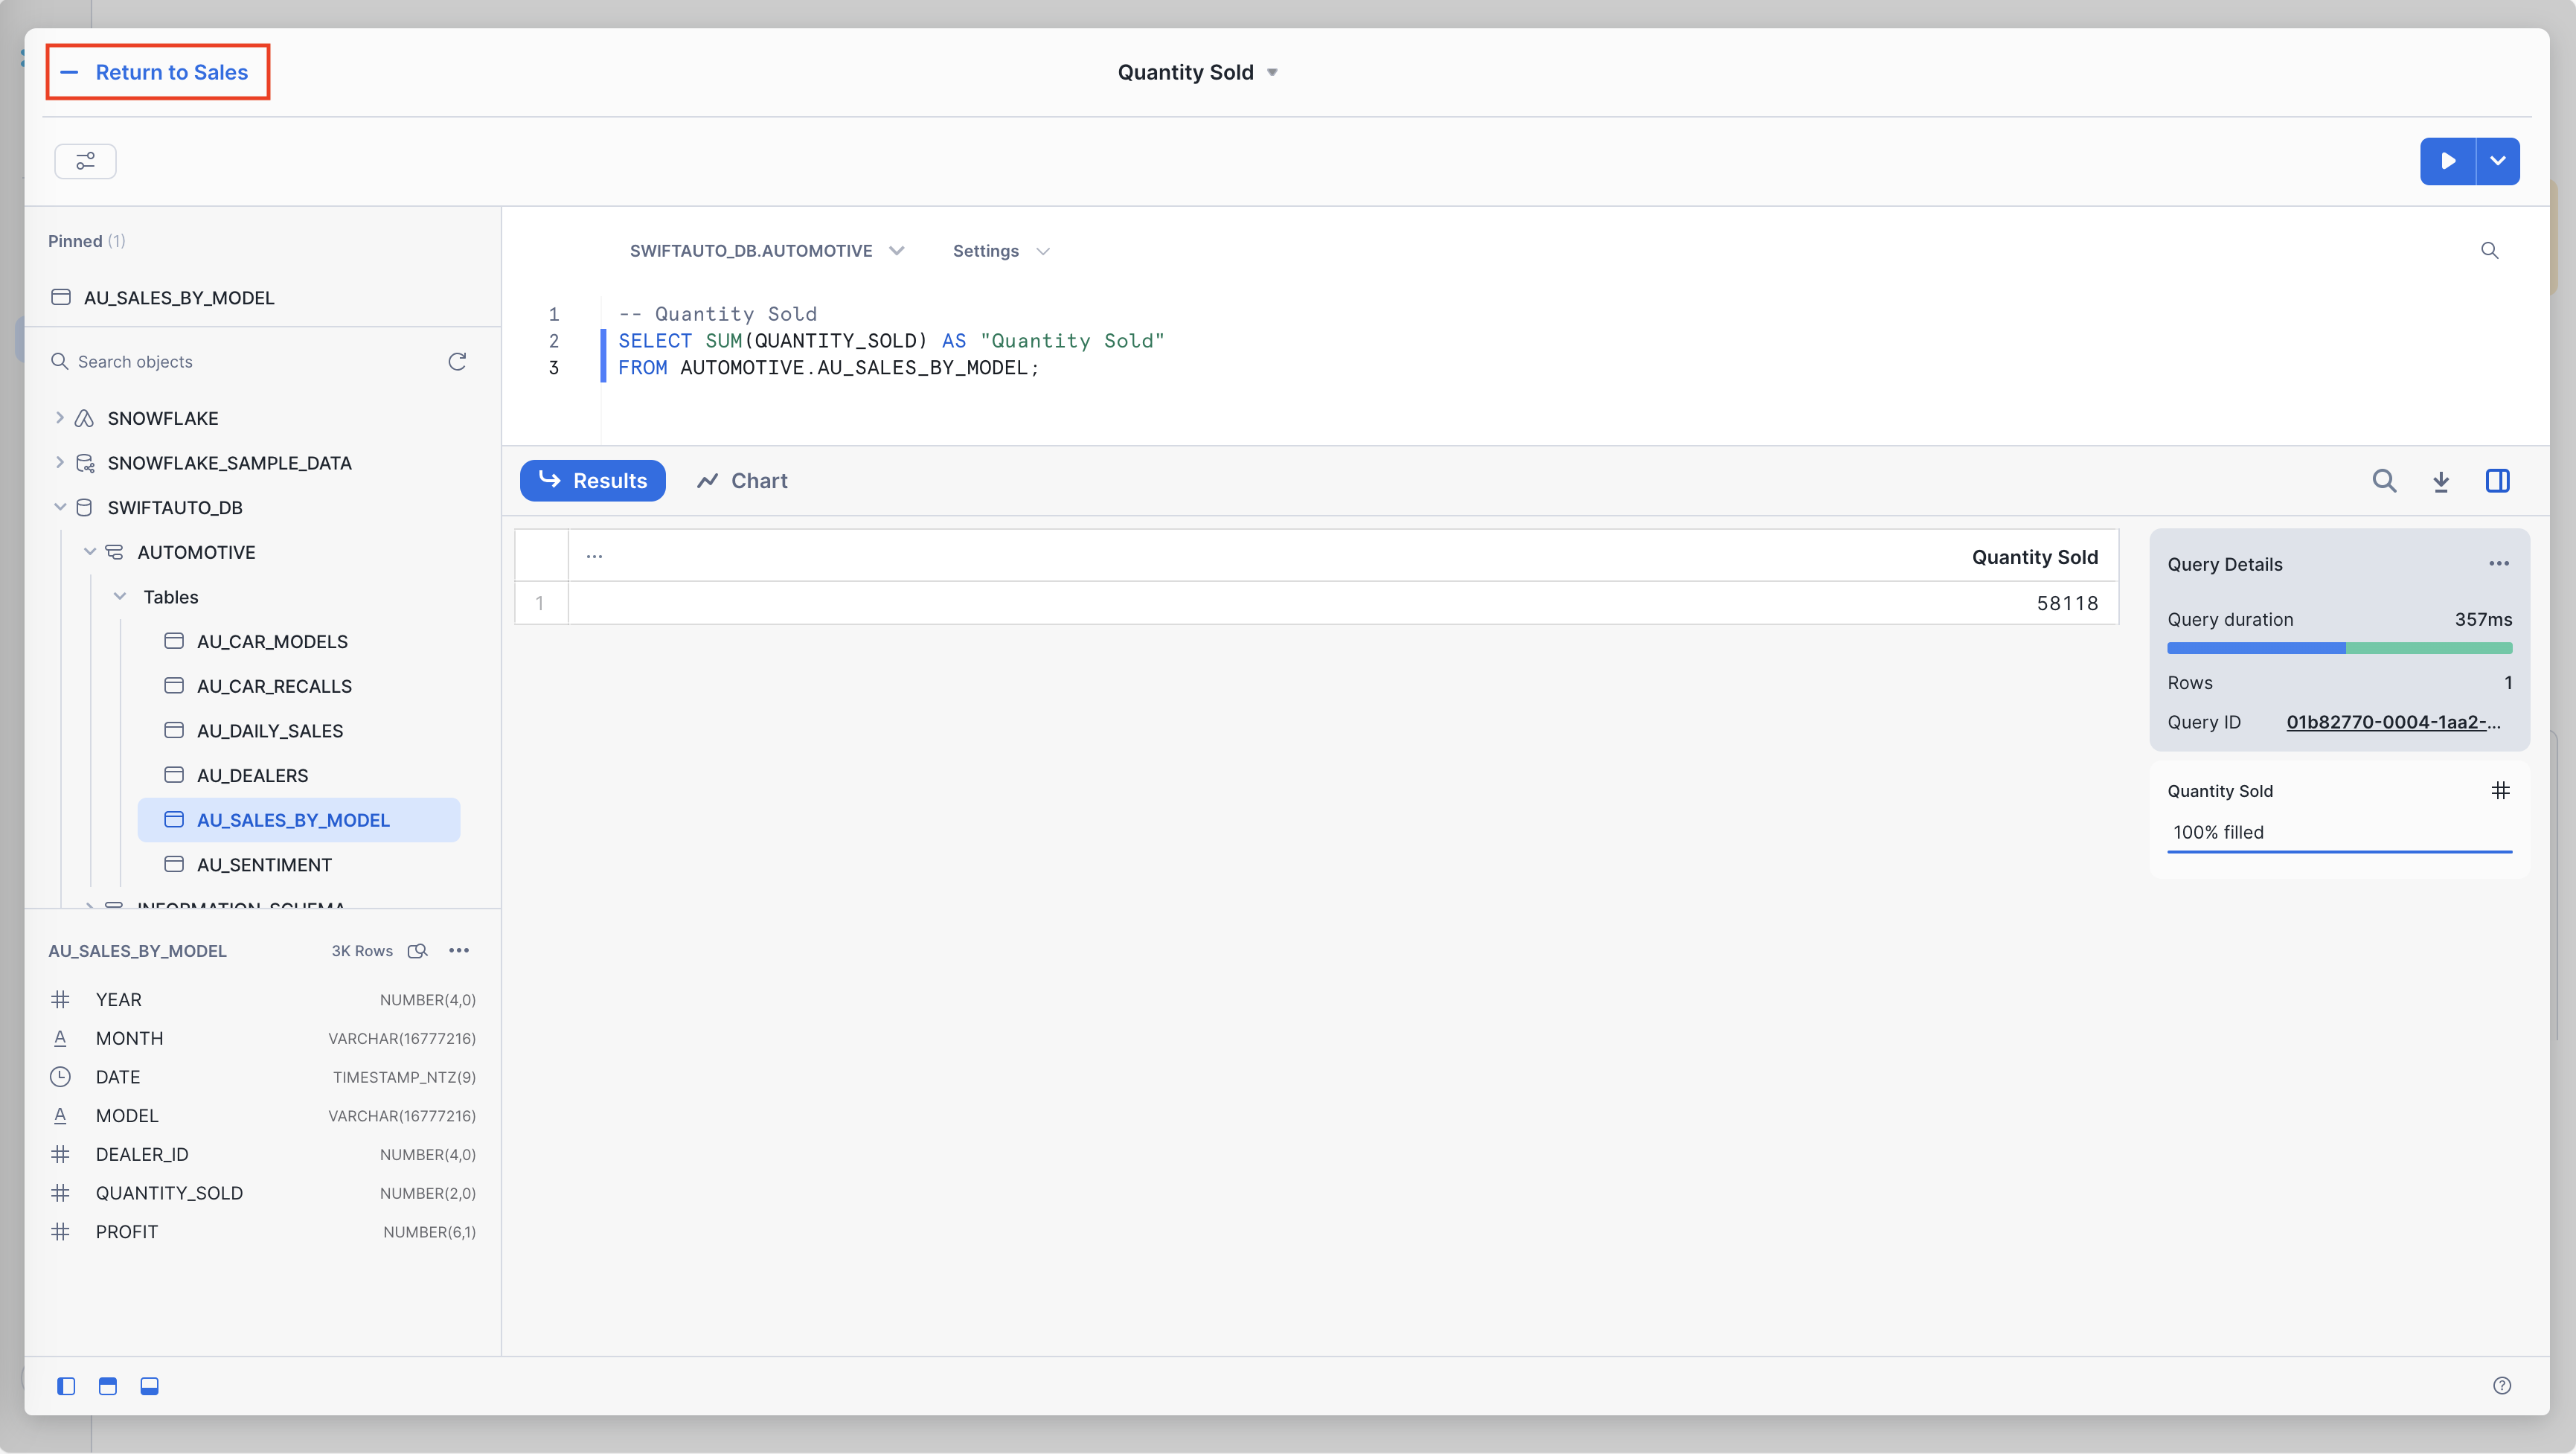 Return to Sales
Quantity Sold
Pinned (1)
AU_SALES_BY_MODEL
Search objects
SNOWFLAKE
SNOWFLAKE_SAMPLE_DATA
SWIFTAUTO_DB
AUTOMOTIVE
Tables
AU_CAR_MODELS
AU_CAR_RECALLS
AU_DAILY_SALES
AU_DEALERS
AU_SALES_BY_MODEL
AU_SENTIMENT
INFORMATION_SCHEMA
AU_SALES_BY_MODEL 3K Rows ...
YEAR NUMBER(4,0)
MONTH VARCHAR(16777216)
DATE TIMESTAMP_NTZ(9)
MODEL VARCHAR(16777216)
DEALER_ID NUMBER(4,0)
QUANTITY_SOLD NUMBER(2,0)
PROFIT NUMBER(6,1)
SWIFTAUTO_DB.AUTOMOTIVE Settings
1 -- Quantity Sold
2 SELECT SUM(QUANTITY_SOLD) AS "Quantity Sold"
3 FROM AUTOMOTIVE.AU_SALES_BY_MODEL;
Results Chart
... Quantity Sold
1 58118
Query Details ...
Query duration 357ms
Rows 1
Query ID 01b82770-0004-1aa2-...
Quantity Sold
100% filled